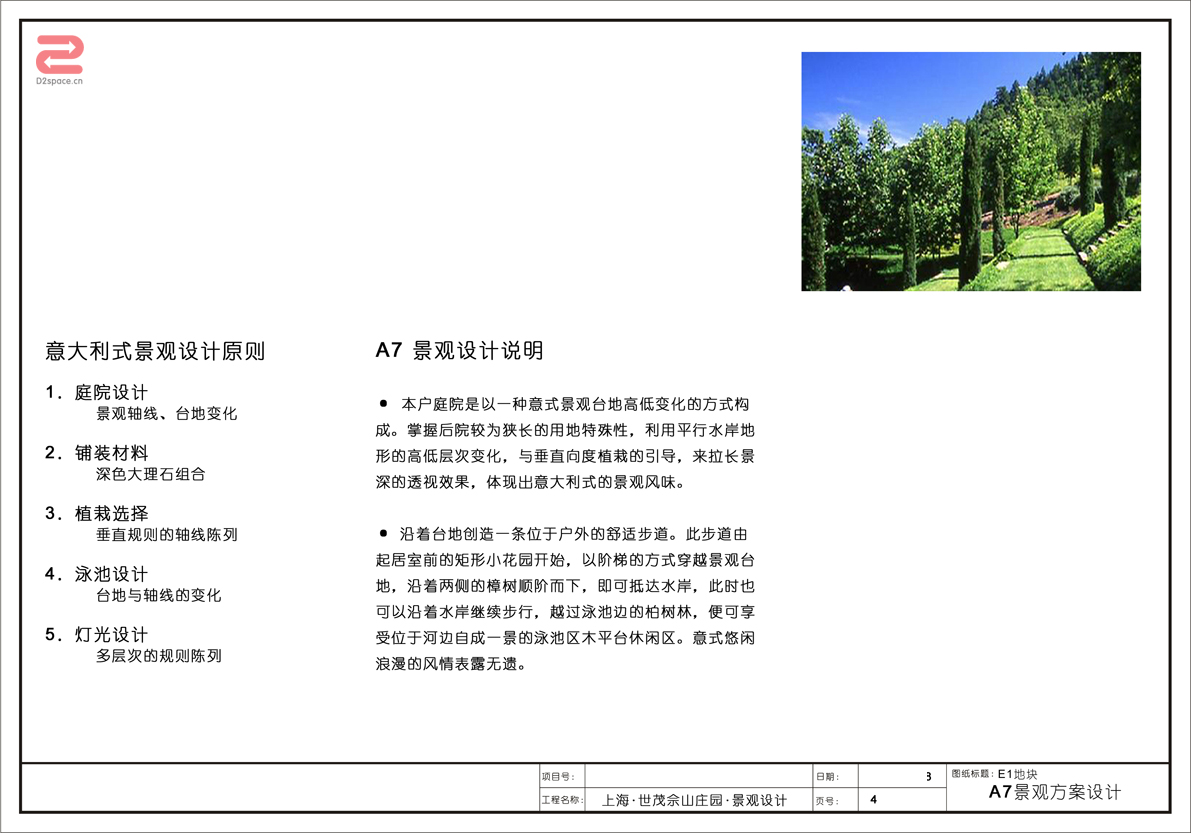 D2space.cn
意大利式景观设计原则
1. 庭院设计
景观轴线、台地变化
2. 铺装材料
深色大理石组合
3. 植栽选择
垂直规则的轴线陈列
4. 泳池设计
台地与轴线的变化
5. 灯光设计
多层次的规则陈列
A7 景观设计说明
● 本户庭院是以一种意式景观台地高低变化的方式构
成。掌握后院较为狭长的用地特殊性，利用平行水岸地
形的高低层次变化，与垂直向度植栽的引导，来拉长景
深的透视效果，体现出意大利式的景观风味。
● 沿着台地创造一条位于户外的舒适步道。此步道由
起居室前的矩形小花园开始，以阶梯的方式穿越景观台
地，沿着两侧的樟树顺阶而下，即可抵达水岸，此时也
可以沿着水岸继续步行，越过泳池边的柏树林，便可享
受位于河边自成一景的泳池区木平台休闲区。意式悠闲
浪漫的风情表露无遗。
项目号：
日期： 3
图纸标题：E1地块
工程名称： 上海·世茂佘山庄园·景观设计
页号： 4
A7景观方案设计